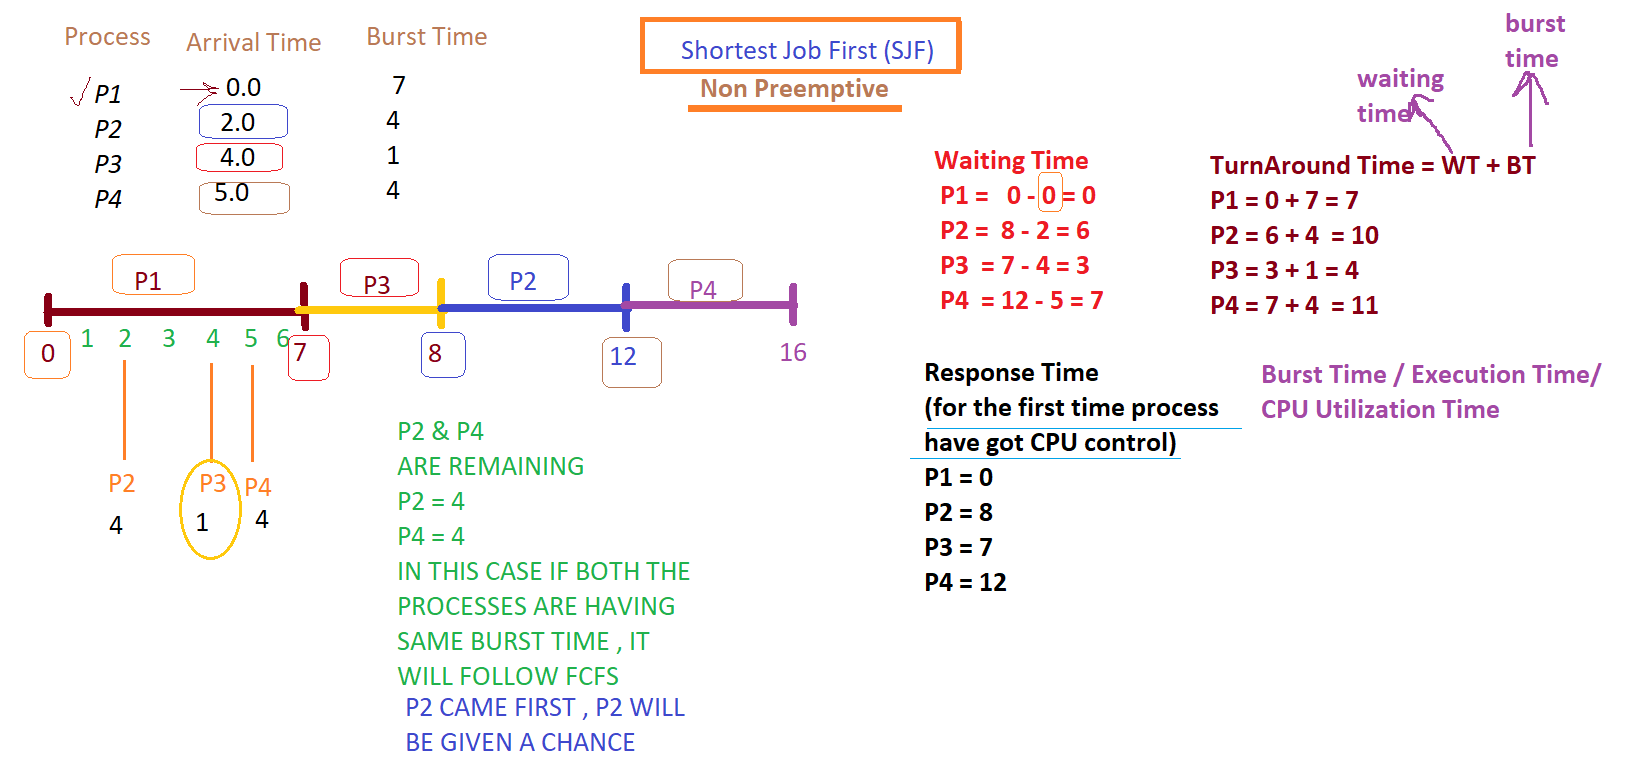 Process Arrival Time Burst Time
P1 0.0 7
P2 2.0 4
P3 4.0 1
P4 5.0 4
Shortest Job First (SJF)
Non Preemptive
P1 P3 P2 P4
0 1 2 3 4 5 6 7 8 12 16
P2 P3 P4
4 1 4
P2 & P4
ARE REMAINING
P2 = 4
P4 = 4
IN THIS CASE IF BOTH THE
PROCESSES ARE HAVING
SAME BURST TIME , IT
WILL FOLLOW FCFS
P2 CAME FIRST , P2 WILL
BE GIVEN A CHANCE
Waiting Time
P1 = 0 - 0 = 0
P2 = 8 - 2 = 6
P3 = 7 - 4 = 3
P4 = 12 - 5 = 7
waiting
time
burst
time
TurnAround Time = WT + BT
P1 = 0 + 7 = 7
P2 = 6 + 4 = 10
P3 = 3 + 1 = 4
P4 = 7 + 4 = 11
Response Time
(for the first time process
have got CPU control)
P1 = 0
P2 = 8
P3 = 7
P4 = 12
Burst Time / Execution Time/
CPU Utilization Time